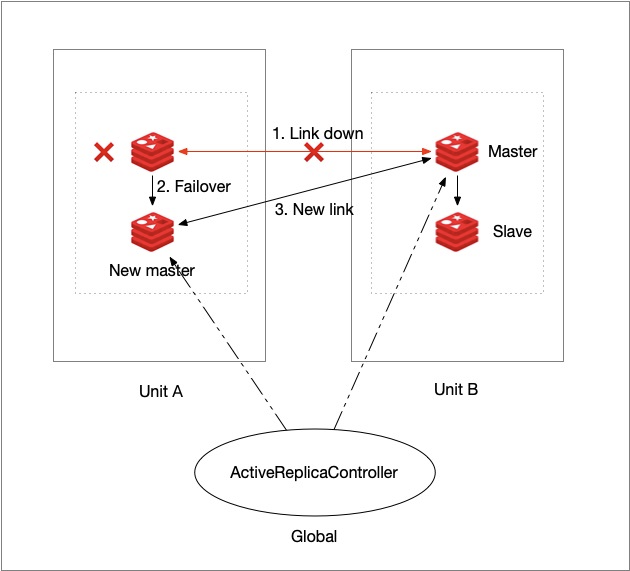 1. Link down
Master
2. Failover
3. New link
Slave
New master
Unit A
Unit B
ActiveReplicaController
Global